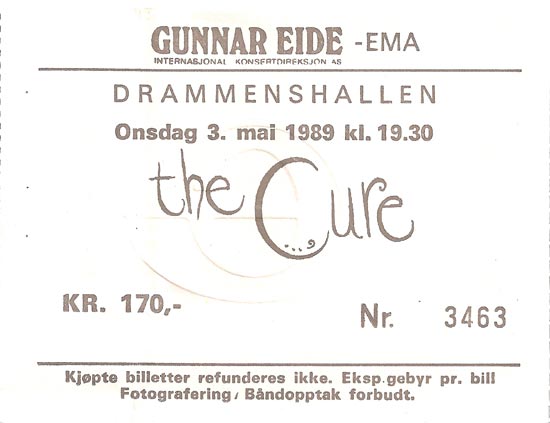 GUNNAR EIDE -EMA
INTERNASJONAL KONSERTDIREKSJON AS
DRAMMENSHALLEN
Onsdag 3. mai 1989 kl. 19.30
the Cure
KR. 170,-
Nr. 3463
Kjøpte billetter refunderes ikke. Eksp.gebyr pr. bill
Fotografering, Båndopptak forbudt.